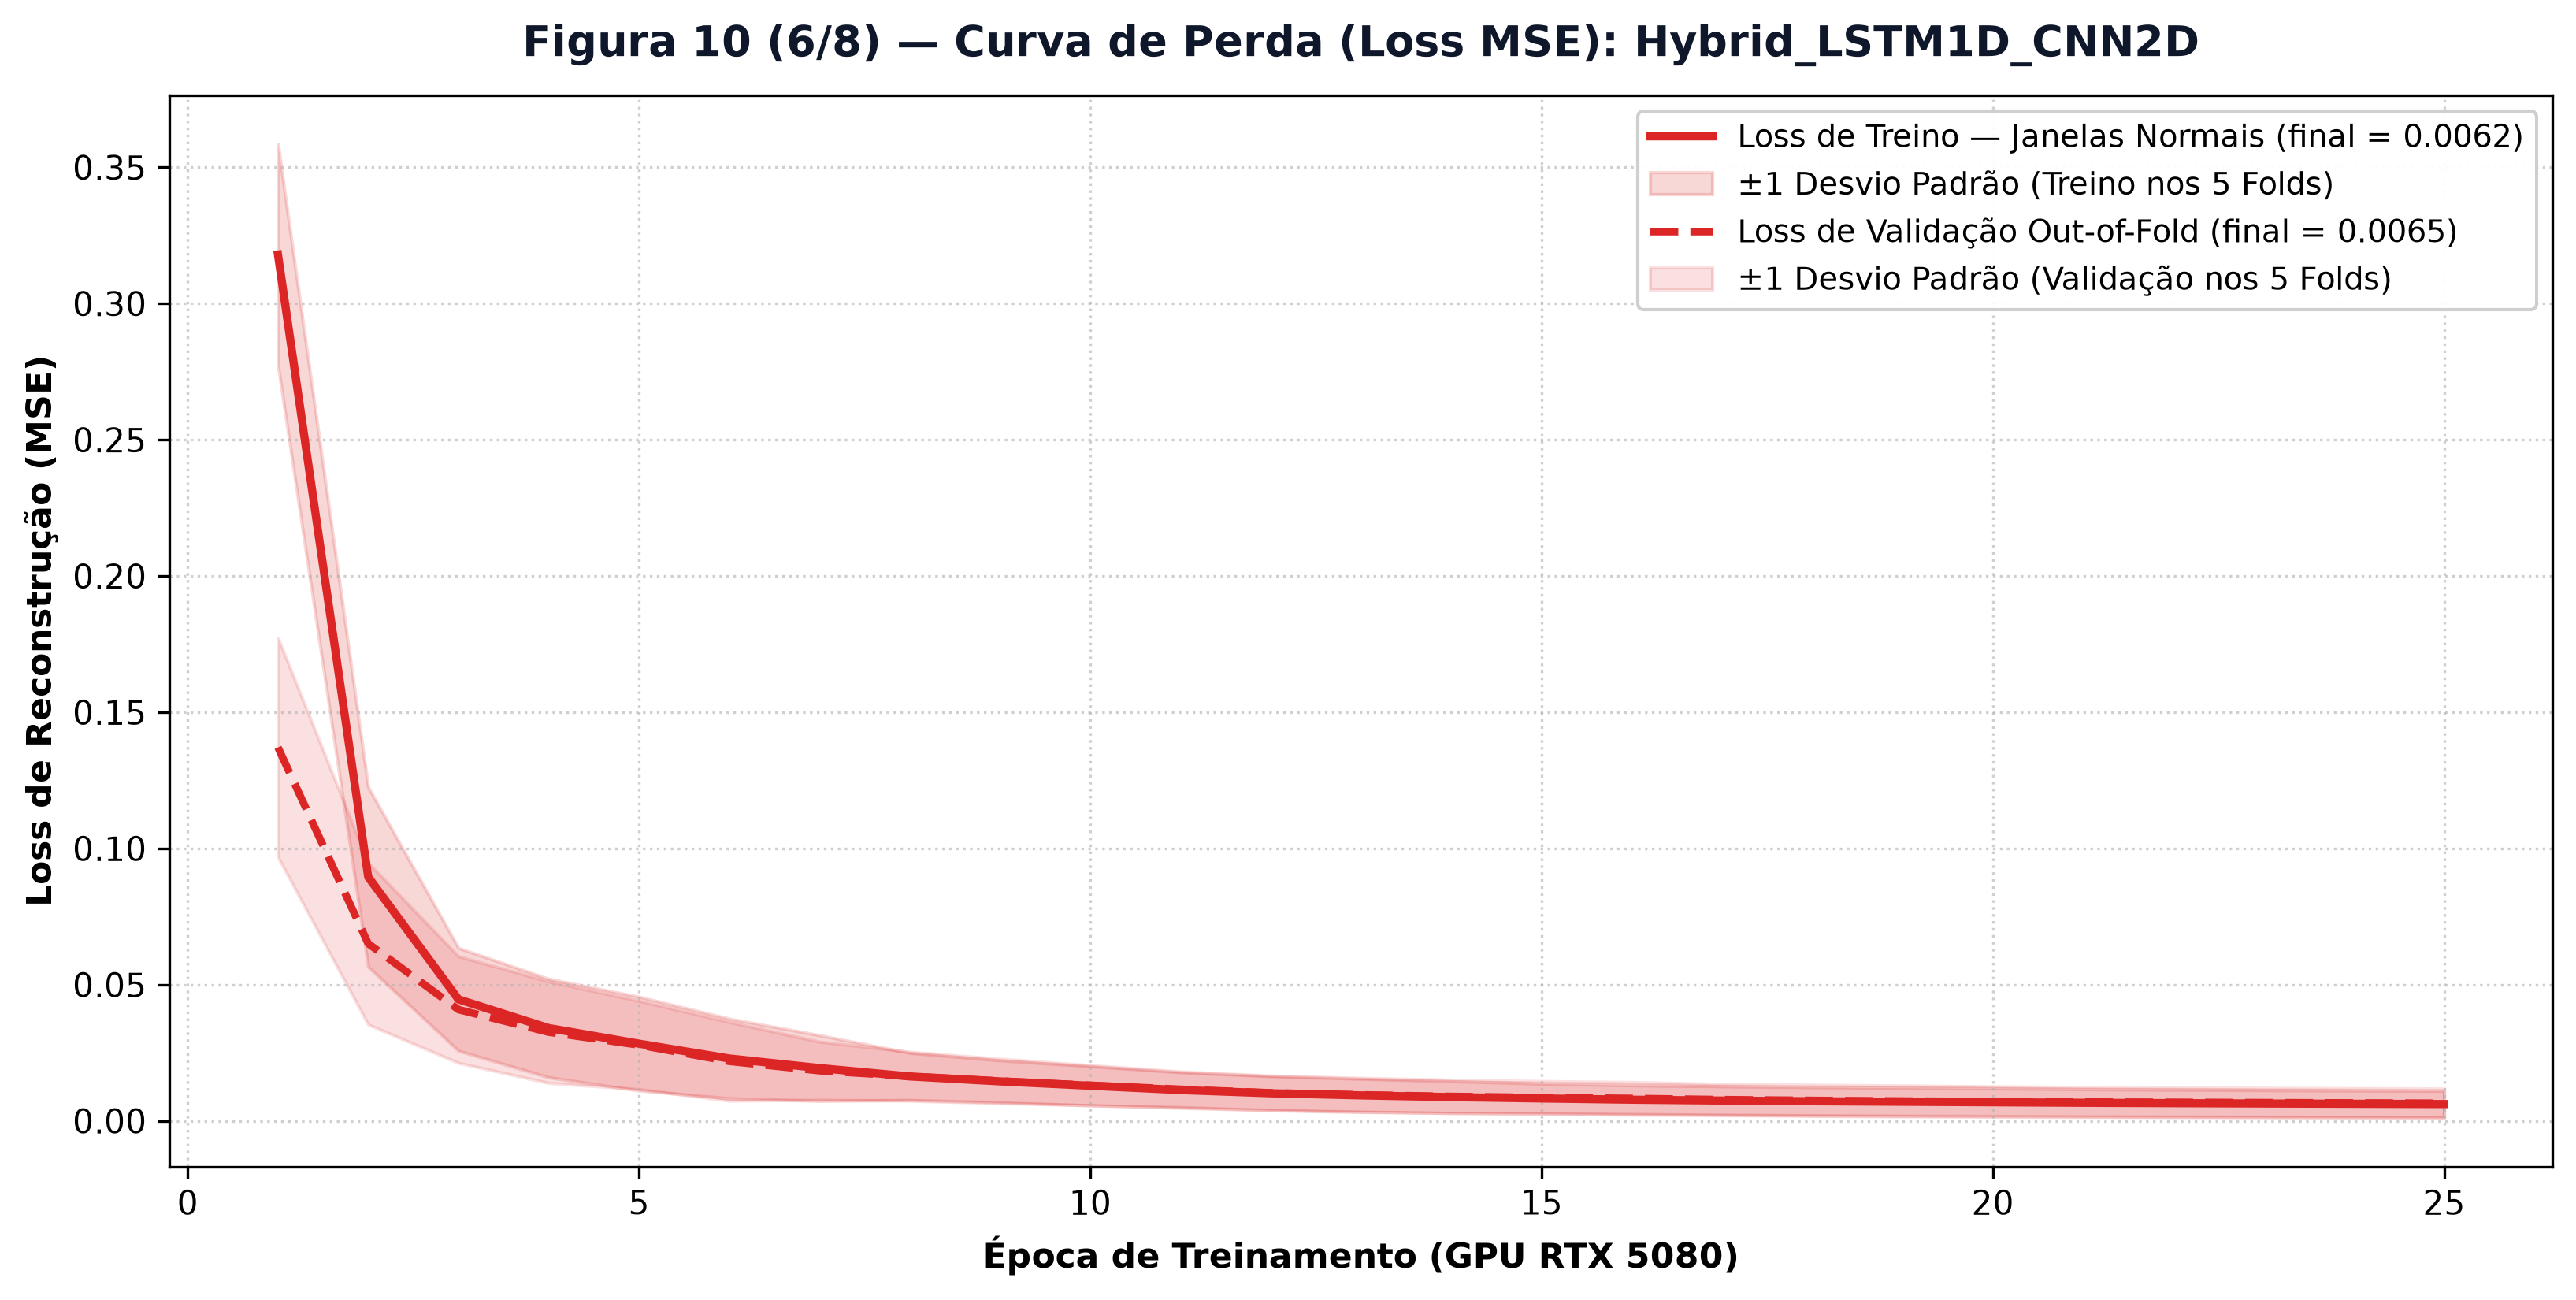 Figura 10 (6/8) — Curva de Perda (Loss MSE): Hybrid_LSTM1D_CNN2D
Loss de Treino — Janelas Normais (final = 0.0062)
±1 Desvio Padrão (Treino nos 5 Folds)
Loss de Validação Out-of-Fold (final = 0.0065)
±1 Desvio Padrão (Validação nos 5 Folds)
Loss de Reconstrução (MSE)
0.35
0.30
0.25
0.20
0.15
0.10
0.05
0.00
0 5 10 15 20 25
Época de Treinamento (GPU RTX 5080)